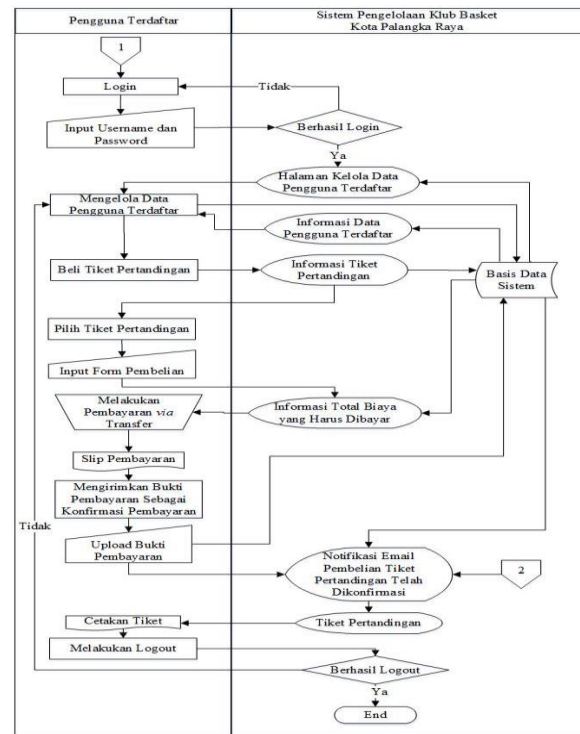 Pengguna Terdaftar
Sistem Pengelolaan Klub Basket
Kota Palangka Raya
1
Login
Tidak
Input Username dan
Password
Berhasil Login
Ya
Halaman Kelola Data
Pengguna Terdaftar
Mengelola Data
Pengguna Terdaftar
Informasi Data
Pengguna Terdaftar
Beli Tiket Pertandingan
Informasi Tiket
Pertandingan
Basis Data
Sistem
Pilih Tiket Pertandingan
Input Form Pembelian
Melakukan
Pembayaran via
Transfer
Informasi Total Biaya
yang Harus Dibayar
Slip Pembayaran
Mengirimkan Bukti
Pembayaran Sebagai
Konfirmasi Pembayaran
Tidak
Upload Bukti
Pembayaran
Notifikasi Email
Pembelian Tiket
Pertandingan Telah
Dikonfirmasi
2
Cetakan Tiket
Tiket Pertandingan
Melakukan Logout
Berhasil Logout
Ya
End